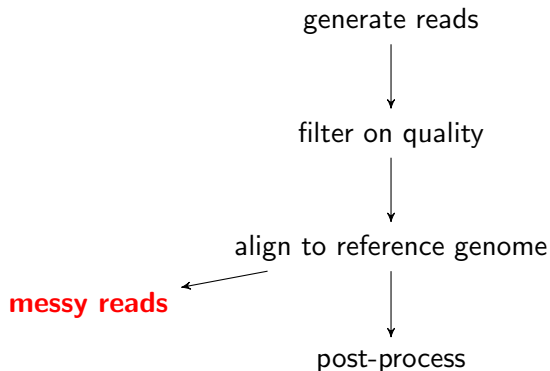 generate reads
filter on quality
align to reference genome
messy reads
post-process